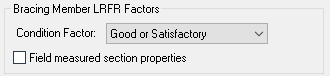 Bracing Member LRFR Factors
Condition Factor: Good or Satisfactory
Field measured section properties